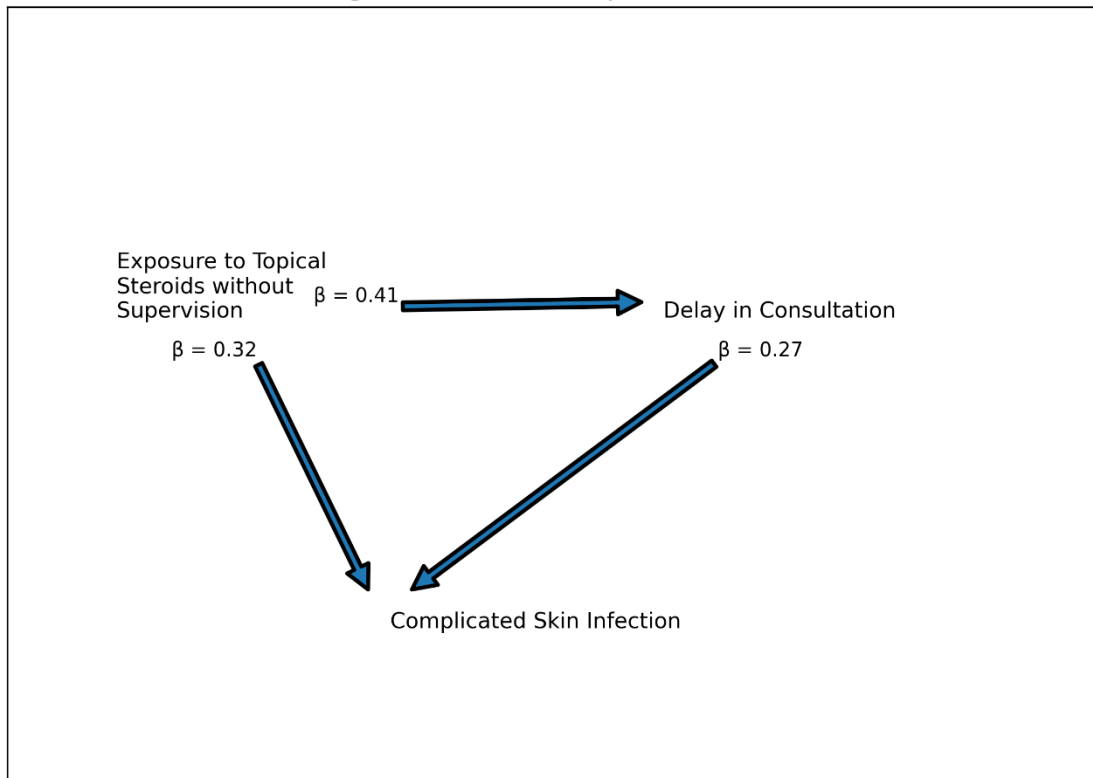 Exposure to Topical
Steroids without
Supervision
β = 0.41
Delay in Consultation
β = 0.32
β = 0.27
Complicated Skin Infection